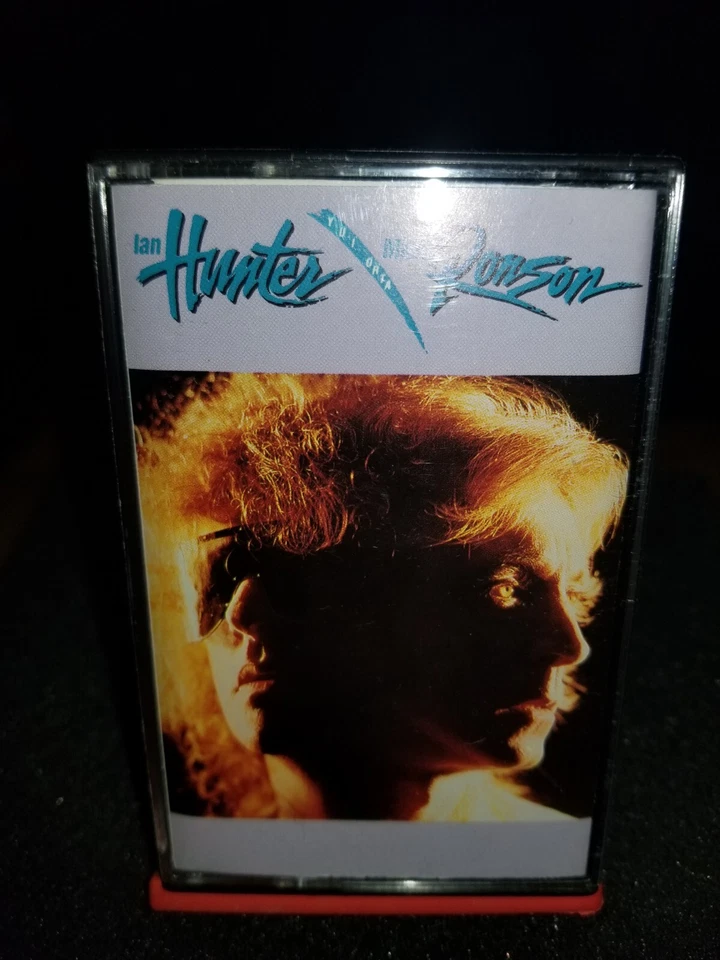 Ian Hunter
YUI ORTA
Ronson